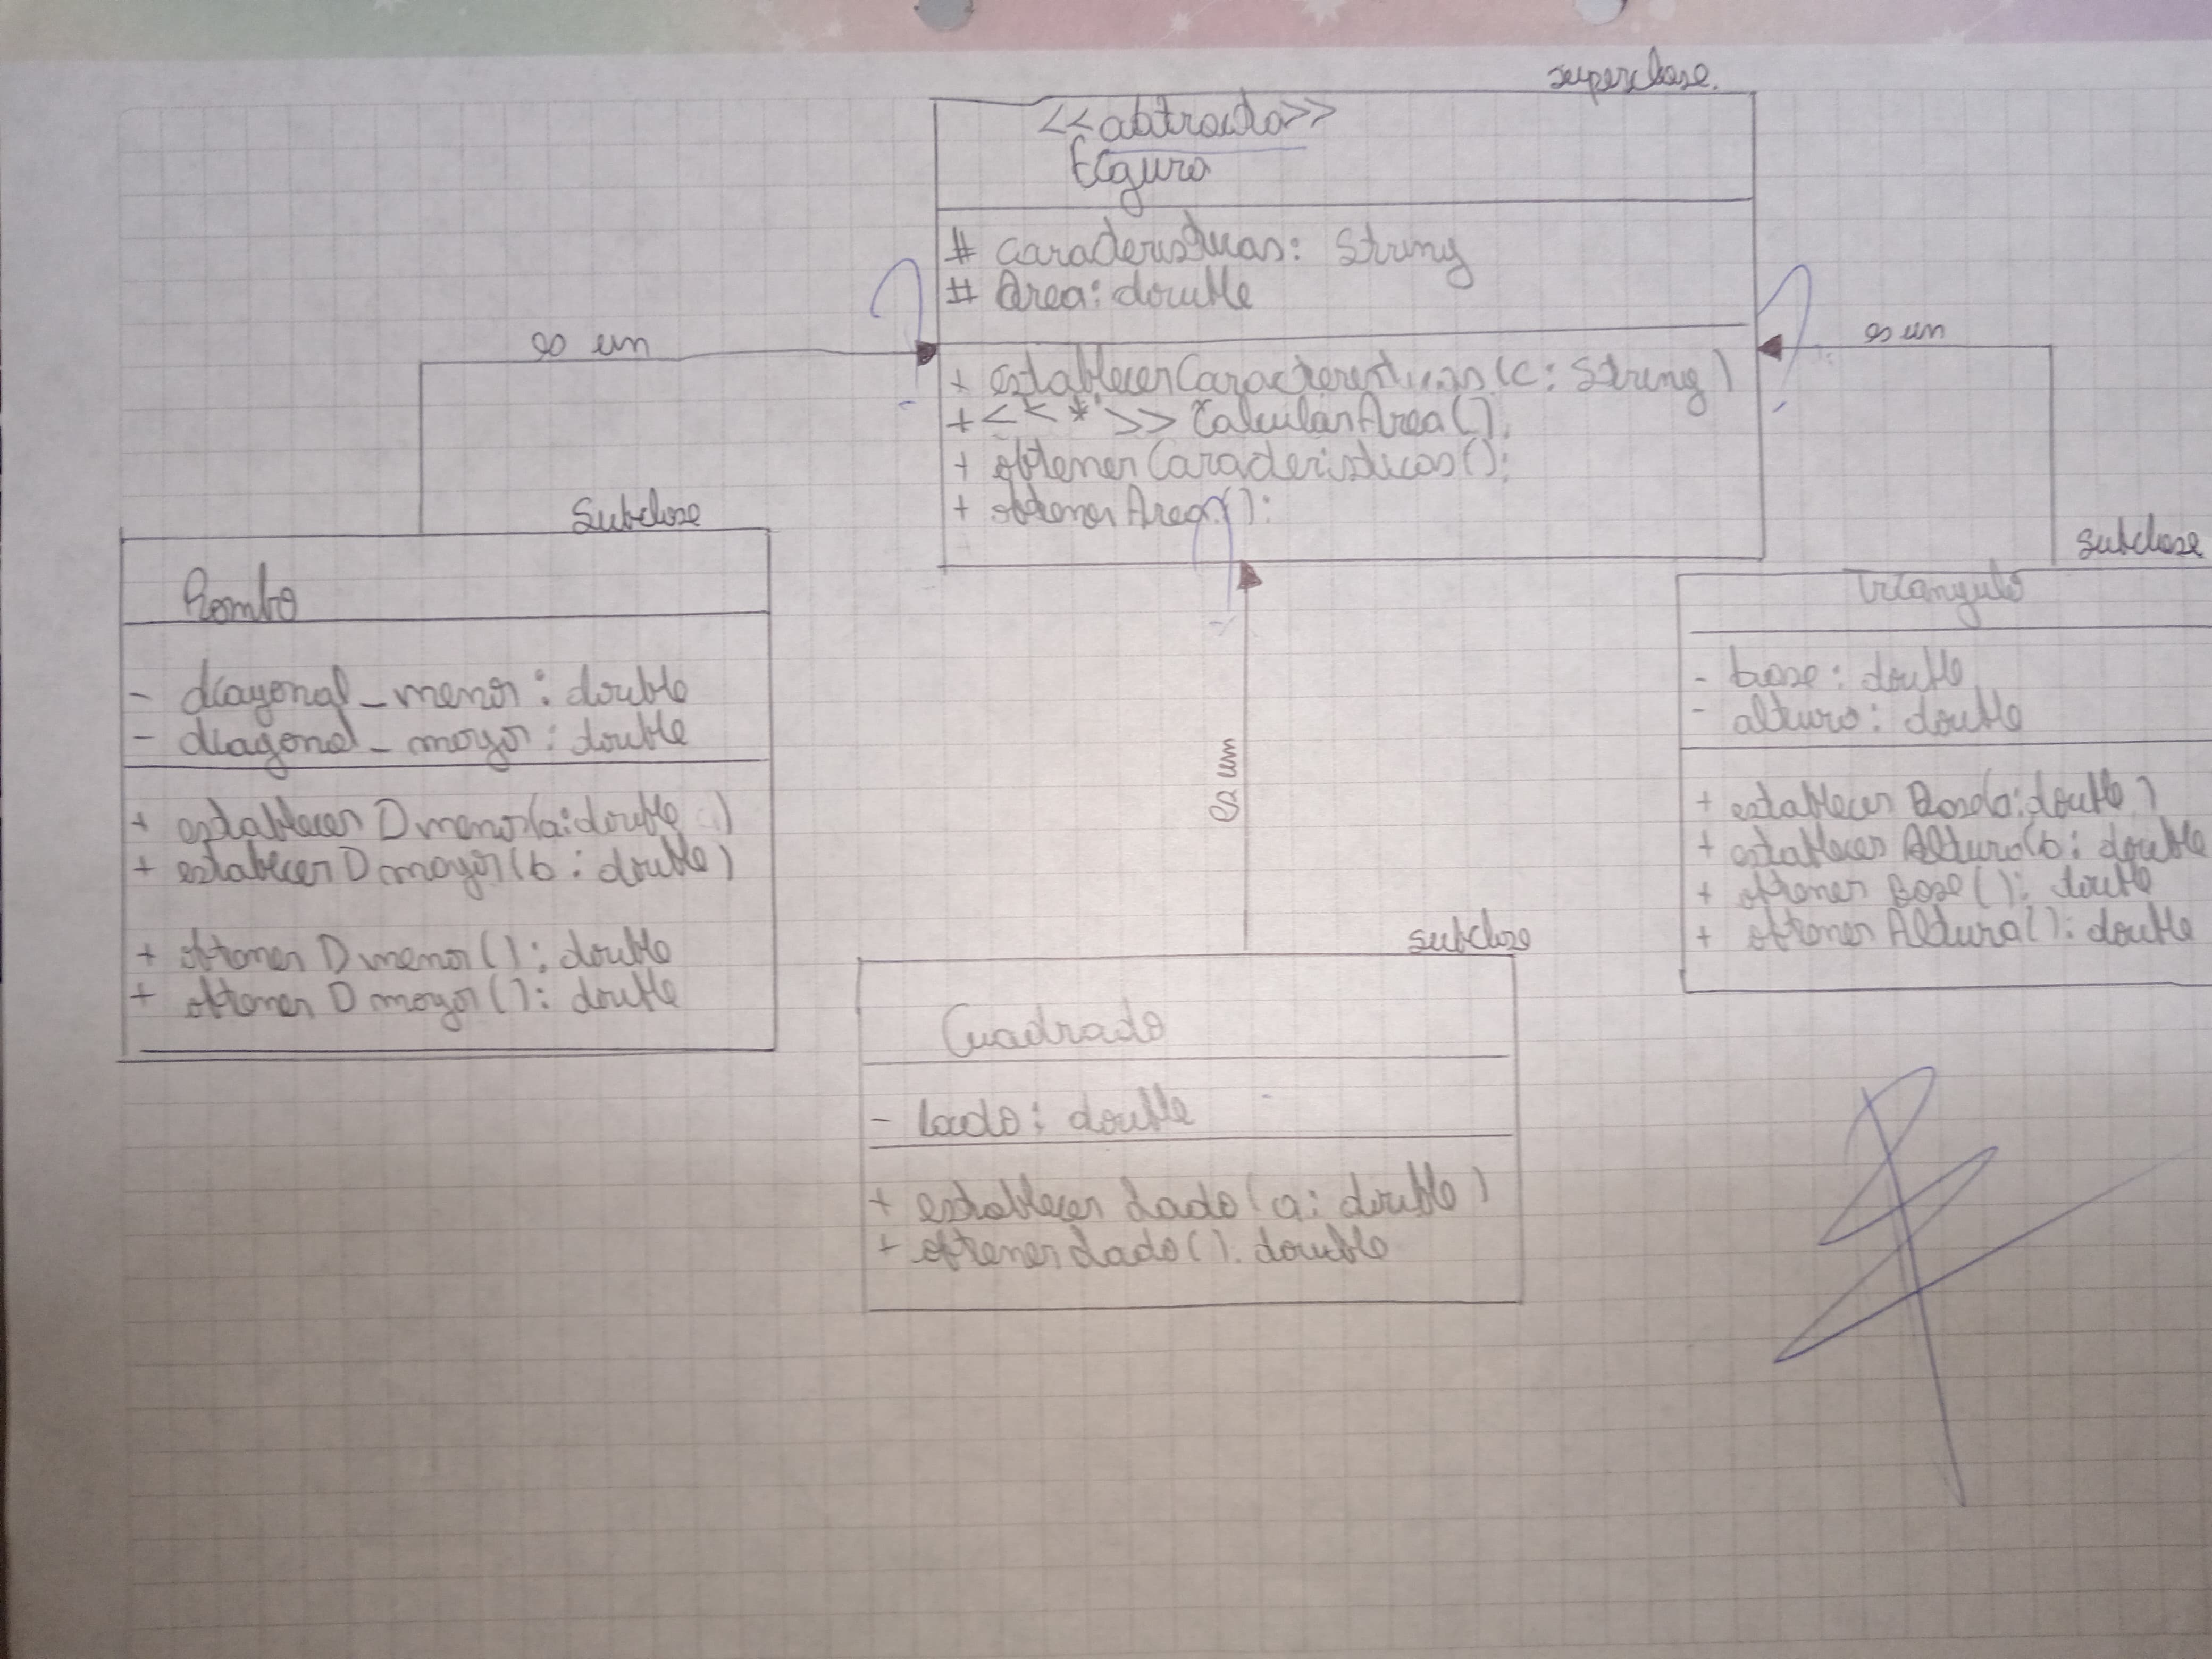 superclase.
<<abtracto>>
Figura
# caracteristicas: String
# Area: double
+ establecerCaracteristicas(c: String)
+ <<*>> CalcularArea();
+ obtenerCaracteristicas():
+ obtenerArea():
es un
es un
es un
Subclase
Rombo
- diagonal_menor: double
- diagonal_mayor: double
+ establecer Dmenor(a: double )
+ establecer Dmayor(b: double)
+ obtener Dmenor(): double
+ obtener Dmayor(): double
subclase
Cuadrado
- lado: double
+ establecer Lado(a: double)
+ obtener Lado(). double
subclase
Triangulo
- base: double
- altura: double
+ establecer Base(a: double)
+ establecer Altura(b: double
+ obtener Base(): double
+ obtener Altura(): double